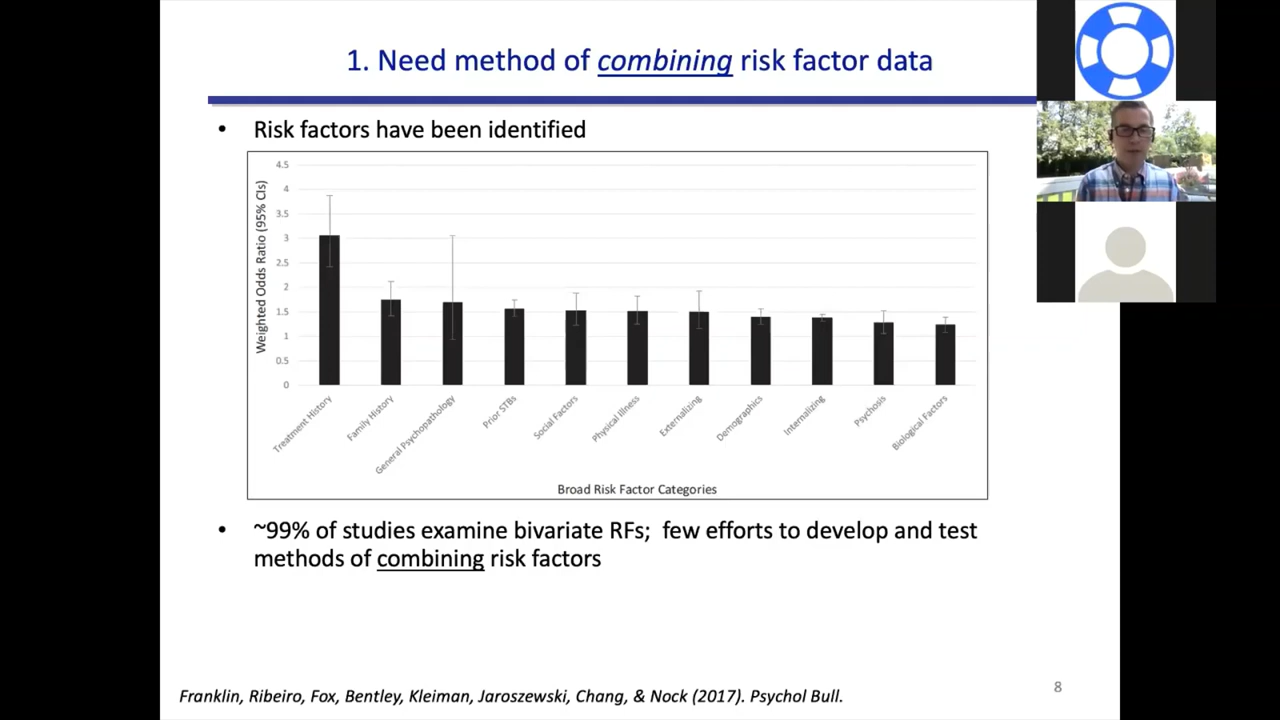 1. Need method of combining risk factor data
• Risk factors have been identified
Weighted Odds Ratio (95% CIs)
4.5
4
3.5
3
2.5
2
1.5
1
0.5
0
Treatment History
Family History
General Psychopathology
Prior STBs
Social Factors
Physical Illness
Externalizing
Demographics
Internalizing
Psychosis
Biological Factors
Broad Risk Factor Categories
• ~99% of studies examine bivariate RFs; few efforts to develop and test
methods of combining risk factors
Franklin, Ribeiro, Fox, Bentley, Kleiman, Jaroszewski, Chang, & Nock (2017). Psychol Bull.
8